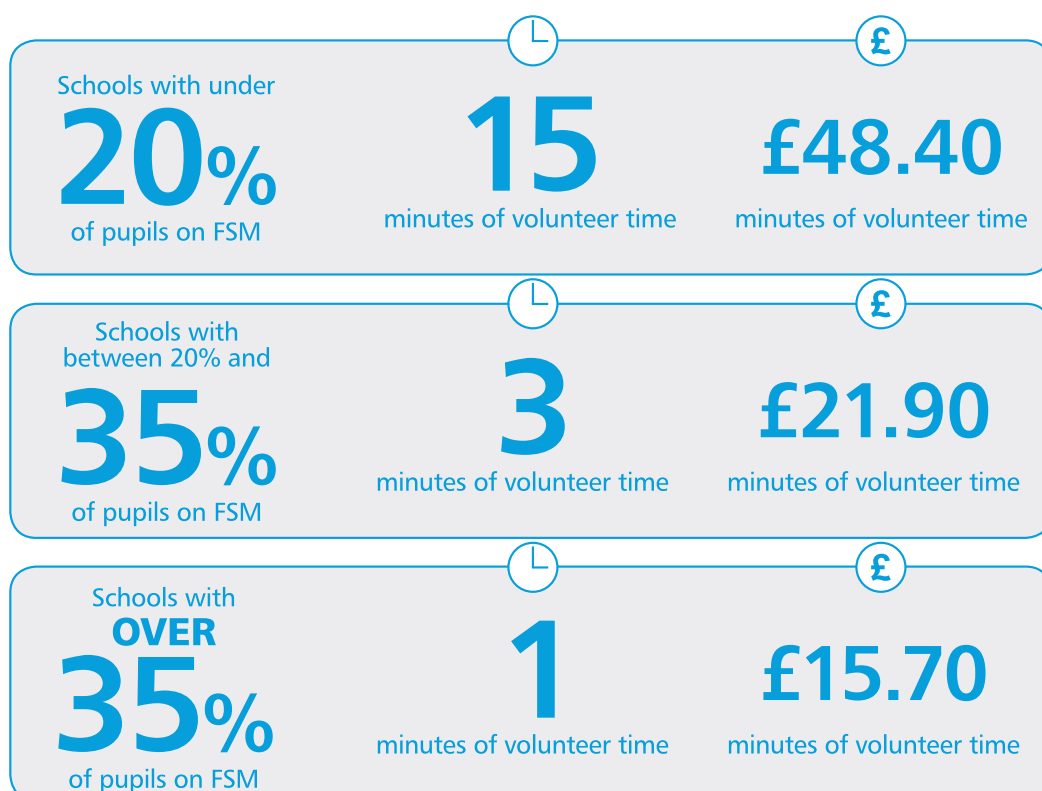 £
Schools with under
20%
of pupils on FSM
15
minutes of volunteer time
£48.40
minutes of volunteer time
£
Schools with
between 20% and
35%
of pupils on FSM
3
minutes of volunteer time
£21.90
minutes of volunteer time
£
Schools with
OVER
35%
of pupils on FSM
1
minutes of volunteer time
£15.70
minutes of volunteer time